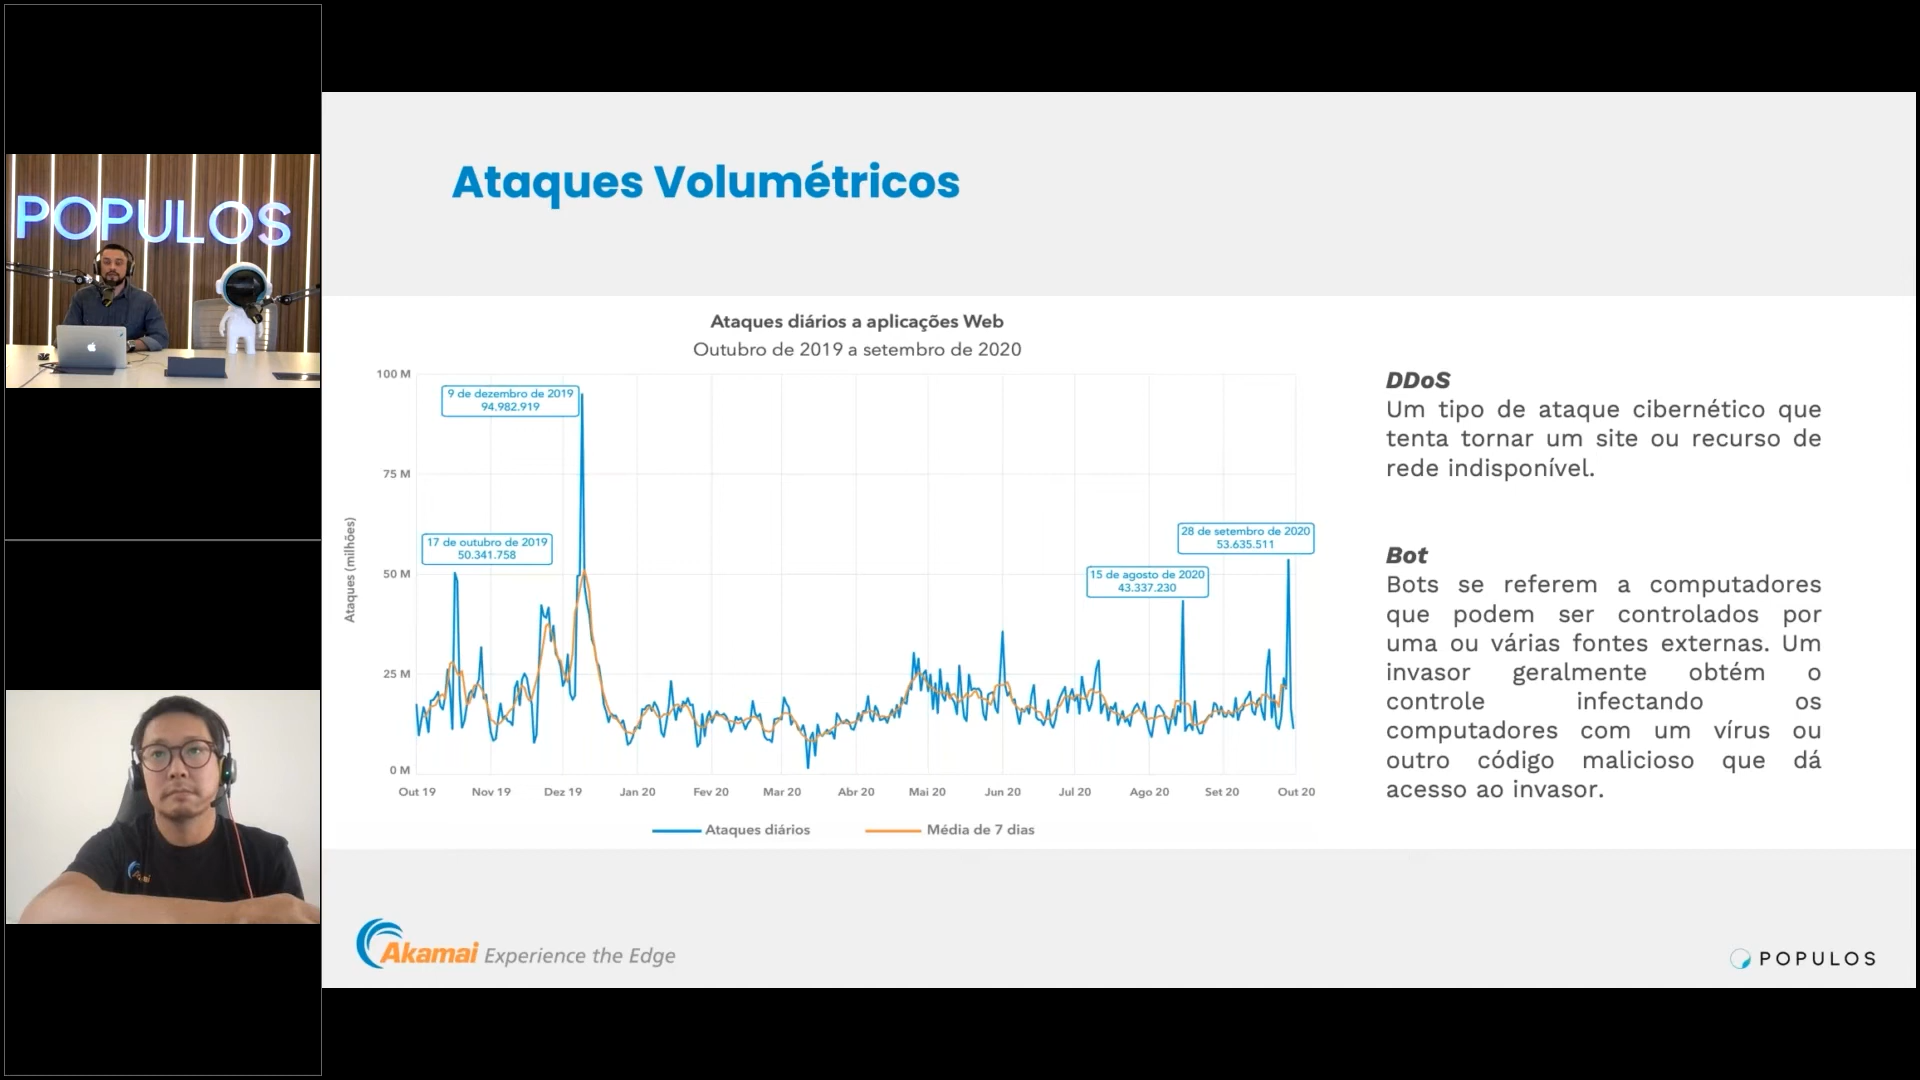 POPULOS
Ataques Volumétricos
Ataques diários a aplicações Web
Outubro de 2019 a setembro de 2020
Ataques (milhões)
100 M
75 M
50 M
25 M
0 M
9 de dezembro de 2019
94.982.919
17 de outubro de 2019
50.341.758
15 de agosto de 2020
43.337.230
28 de setembro de 2020
53.635.511
Out 19 Nov 19 Dez 19 Jan 20 Fev 20 Mar 20 Abr 20 Mai 20 Jun 20 Jul 20 Ago 20 Set 20 Out 20
Ataques diários Média de 7 dias
DDoS
Um tipo de ataque cibernético que
tenta tornar um site ou recurso de
rede indisponível.
Bot
Bots se referem a computadores
que podem ser controlados por
uma ou várias fontes externas. Um
invasor geralmente obtém o
controle infectando os
computadores com um vírus ou
outro código malicioso que dá
acesso ao invasor.
Akamai Experience the Edge
POPULOS